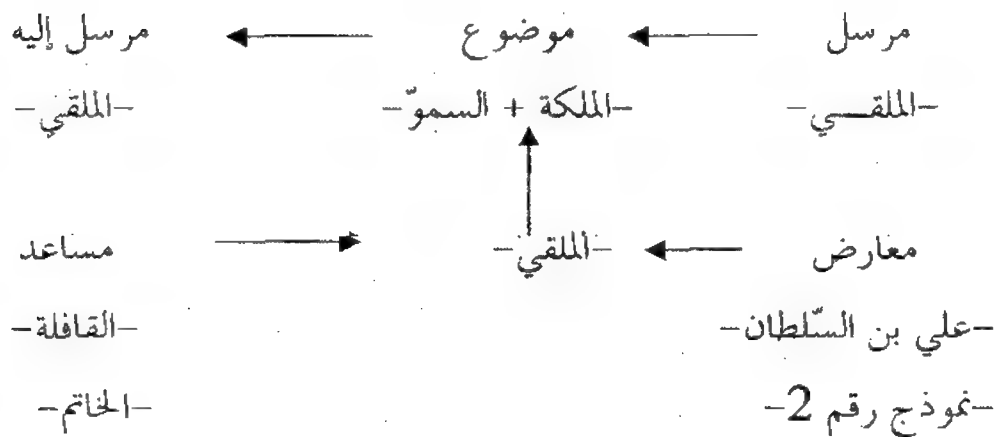 مرسل موضوع مرسل إليه
-الملقي- -الملكة + السموّ- -الملقي-
معارض -الملقي- مساعد
-علي بن السّلطان- -القافلة-
-نموذج رقم 2- -الخاتم-